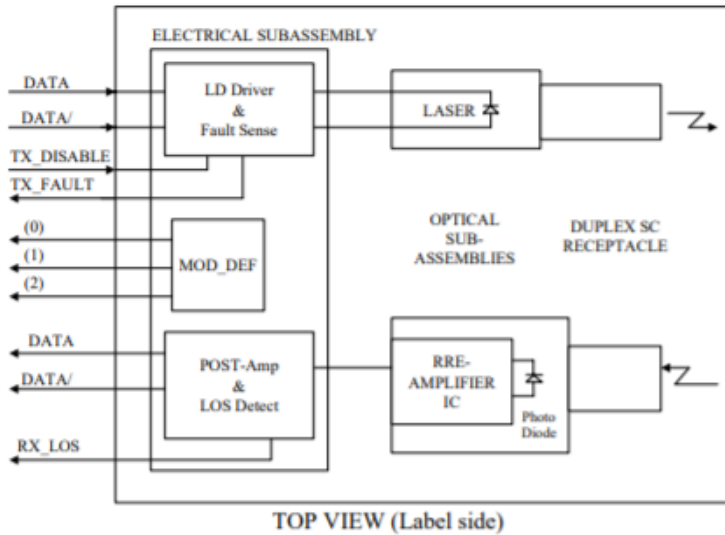 ELECTRICAL SUBASSEMBLY
DATA
DATA/
TX_DISABLE
TX_FAULT
LD Driver
&
Fault Sense
LASER
(0)
(1)
(2)
MOD_DEF
OPTICAL
SUB-
ASSEMBLIES
DUPLEX SC
RECEPTACLE
DATA
DATA/
RX_LOS
POST-Amp
&
LOS Detect
RRE-
AMPLIFIER
IC
Photo
Diode
TOP VIEW (Label side)